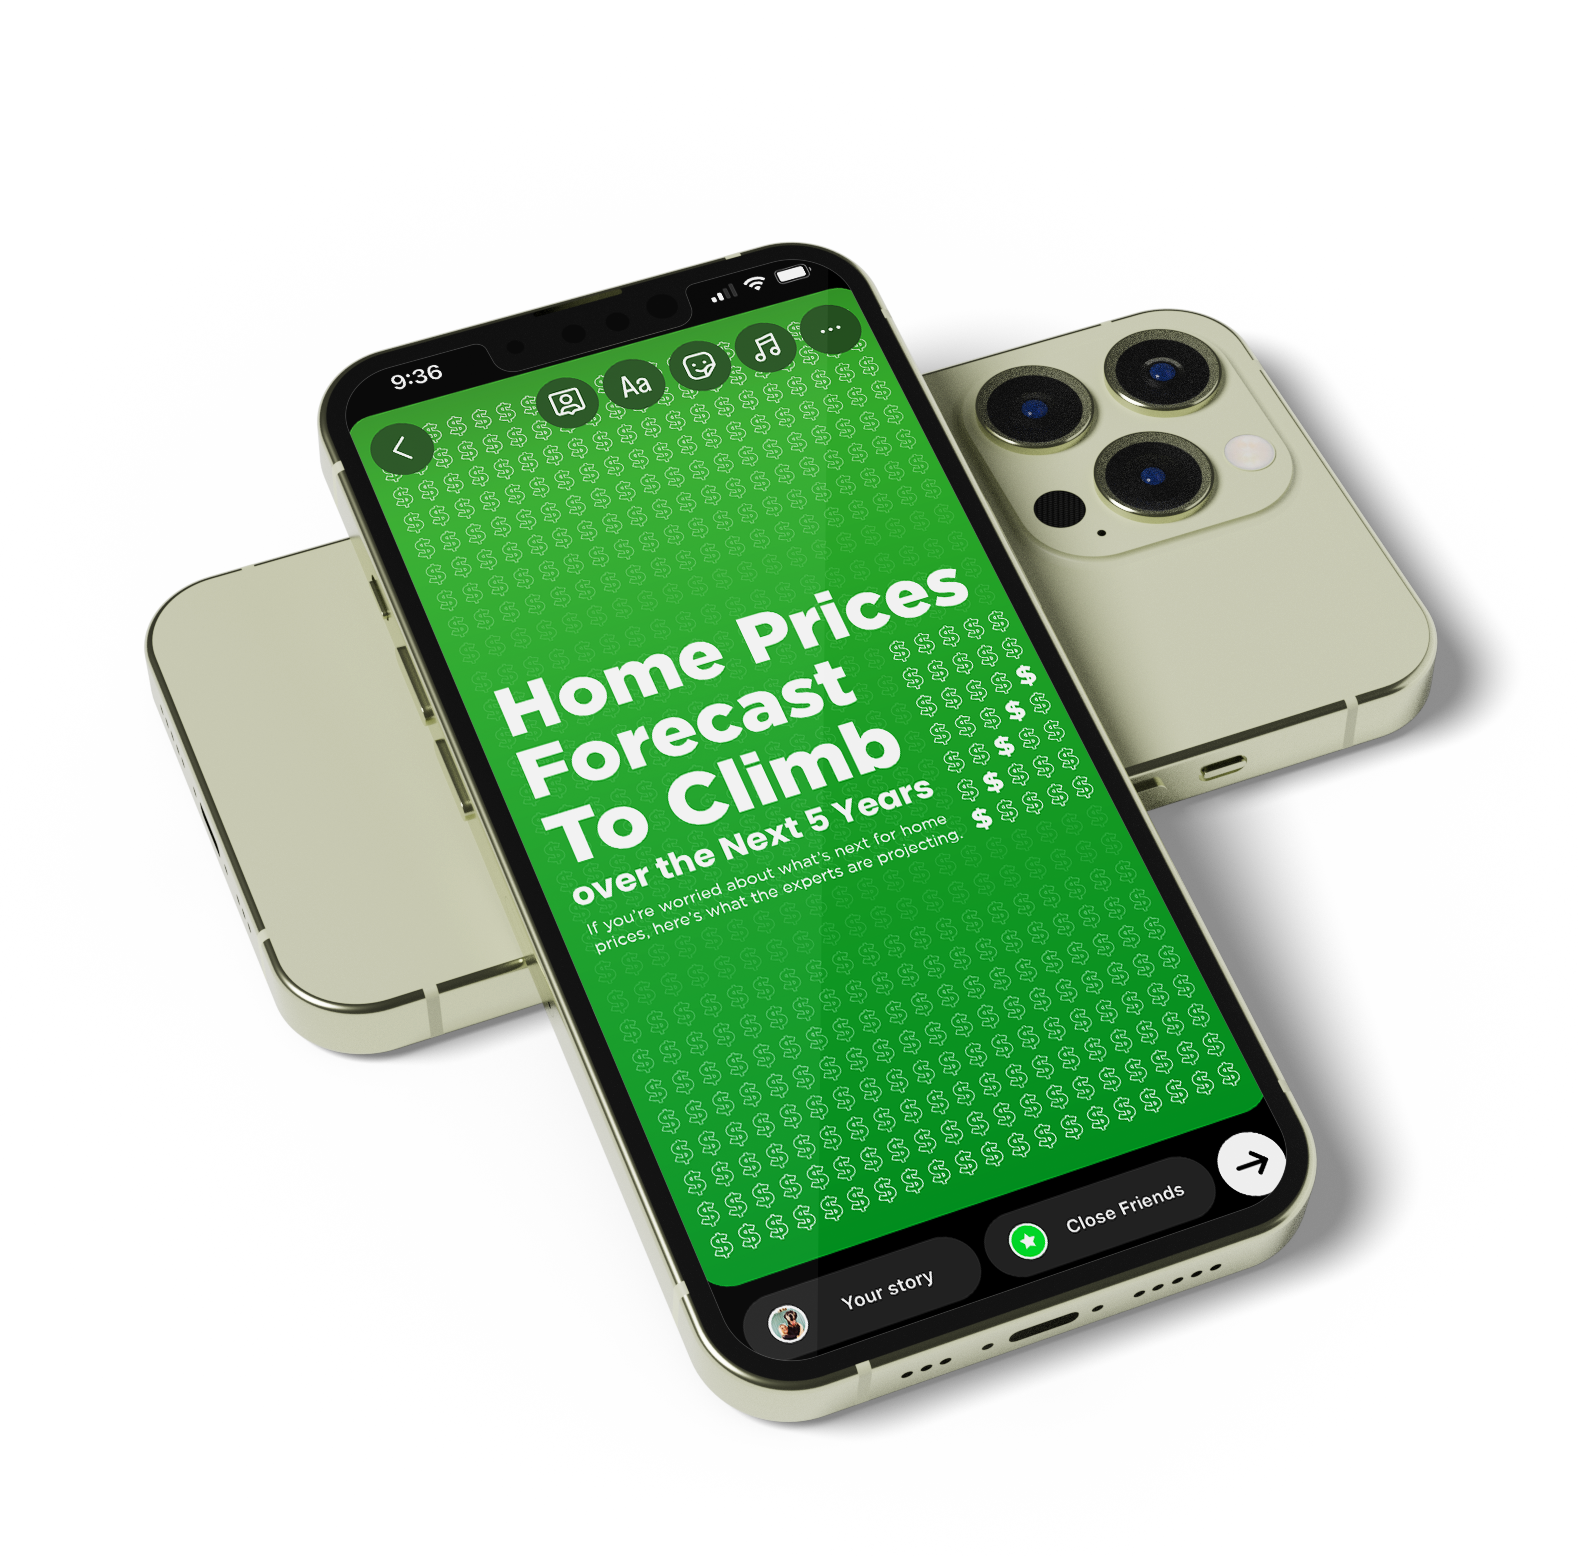 9:36
Aa
Home Prices
Forecast
To Climb
over the Next 5 Years
If you're worried about what's next for home
prices, here's what the experts are projecting.
Your story
Close Friends